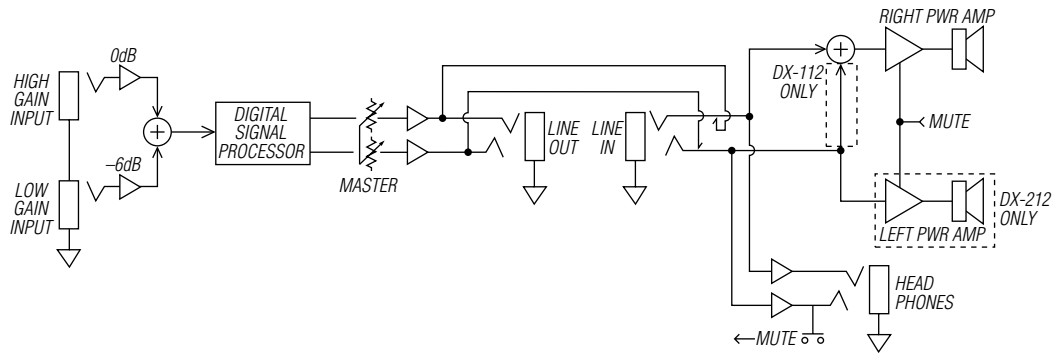 0dB
HIGH
GAIN
INPUT
–6dB
LOW
GAIN
INPUT
DIGITAL
SIGNAL
PROCESSOR
MASTER
LINE
OUT
LINE
IN
RIGHT PWR AMP
DX-112
ONLY
MUTE
DX-212
ONLY
LEFT PWR AMP
HEAD
PHONES
MUTE